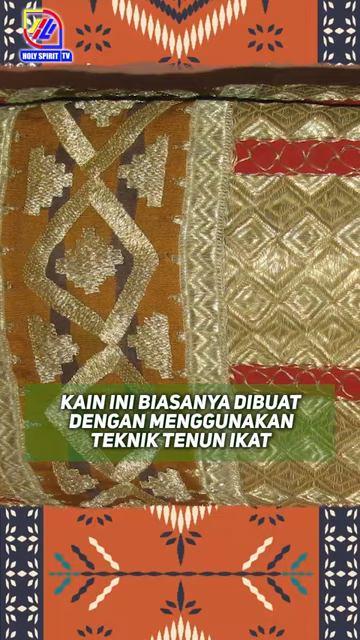 HOLY SPIRIT TV
KAIN INI BIASANYA DIBUAT
DENGAN MENGGUNAKAN
TEKNIK TENUN IKAT